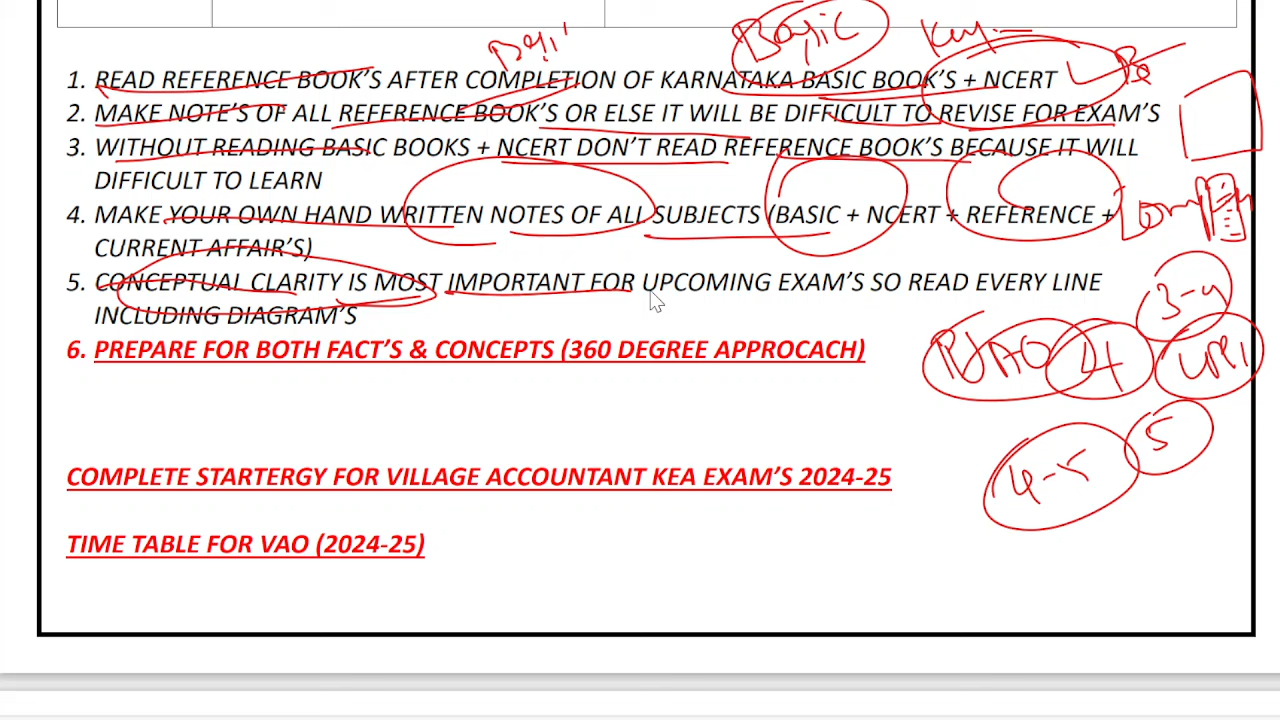 Basic
Key
1. READ REFERENCE BOOK'S AFTER COMPLETION OF KARNATAKA BASIC BOOK'S + NCERT
2. MAKE NOTE'S OF ALL REFERENCE BOOK'S OR ELSE IT WILL BE DIFFICULT TO REVISE FOR EXAM'S
3. WITHOUT READING BASIC BOOKS + NCERT DON'T READ REFERENCE BOOK'S BECAUSE IT WILL
DIFFICULT TO LEARN
4. MAKE YOUR OWN HAND WRITTEN NOTES OF ALL SUBJECTS (BASIC + NCERT + REFERENCE +
CURRENT AFFAIR'S)
5. CONCEPTUAL CLARITY IS MOST IMPORTANT FOR UPCOMING EXAM'S SO READ EVERY LINE
INCLUDING DIAGRAM'S
3-4
6. PREPARE FOR BOTH FACT'S & CONCEPTS (360 DEGREE APPROCACH)
VAO 4
5
4-5
COMPLETE STARTERGY FOR VILLAGE ACCOUNTANT KEA EXAM'S 2024-25
TIME TABLE FOR VAO (2024-25)